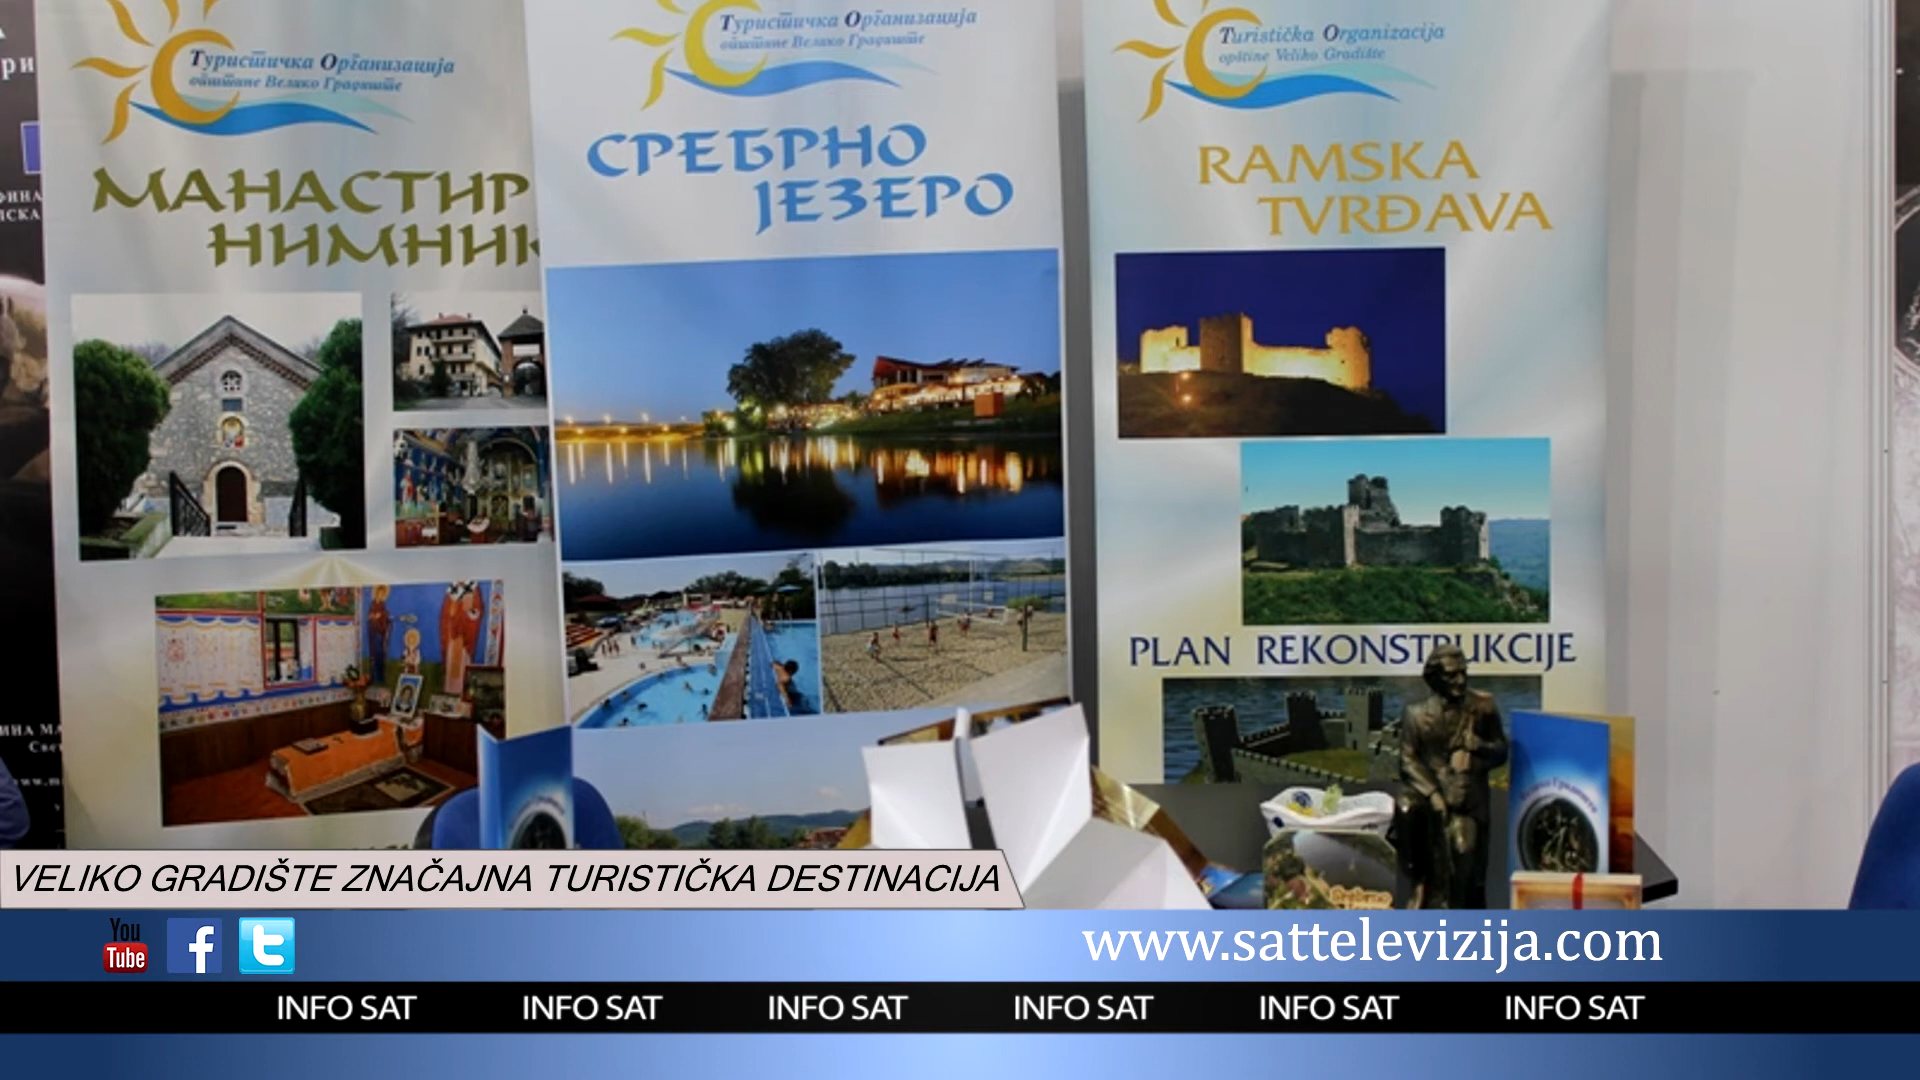 Туристичка Организација
општине Велико Градиште
МАНАСТИР
НИМНИК
Туристичка Организација
општине Велико Градиште
СРЕБРНО
ЈЕЗЕРО
Turistička Organizacija
opštine Veliko Gradište
RAMSKA
TVRĐAVA
PLAN REKONSTRUKCIJE
VELIKO GRADIŠTE ZNAČAJNA TURISTIČKA DESTINACIJA
You
Tube
www.sattelevizija.com
INFO SAT INFO SAT INFO SAT INFO SAT INFO SAT INFO SAT